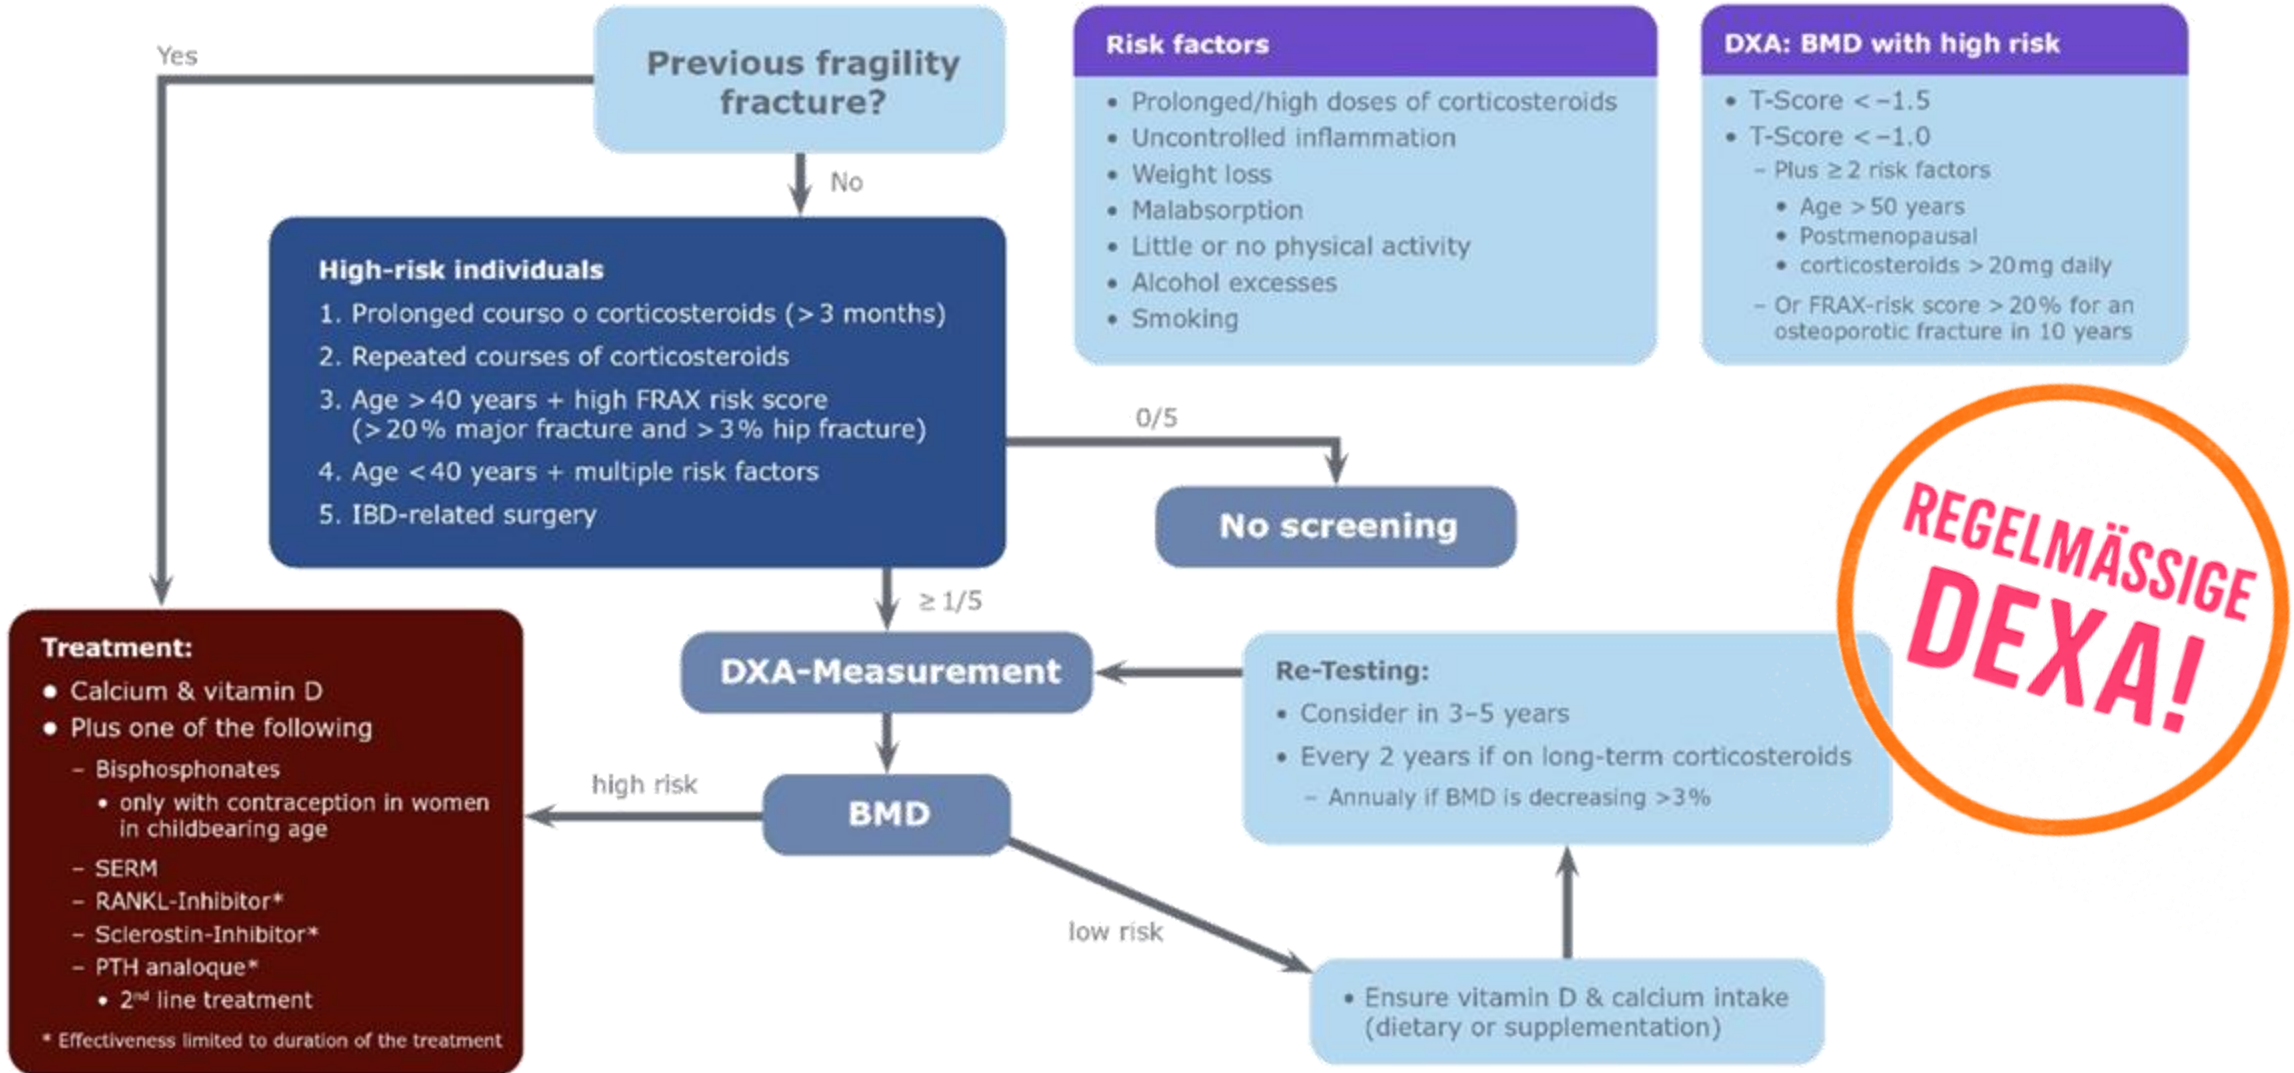 Yes
Previous fragility
fracture?
No
High-risk individuals
1. Prolonged courso o corticosteroids (> 3 months)
2. Repeated courses of corticosteroids
3. Age > 40 years + high FRAX risk score
(> 20 % major fracture and > 3 % hip fracture)
4. Age < 40 years + multiple risk factors
5. IBD-related surgery
Risk factors
• Prolonged/high doses of corticosteroids
• Uncontrolled inflammation
• Weight loss
• Malabsorption
• Little or no physical activity
• Alcohol excesses
• Smoking
DXA: BMD with high risk
• T-Score < –1.5
• T-Score < –1.0
– Plus ≥ 2 risk factors
• Age > 50 years
• Postmenopausal
• corticosteroids > 20 mg daily
– Or FRAX-risk score > 20 % for an
osteoporotic fracture in 10 years
0/5
No screening
≥ 1/5
DXA-Measurement
BMD
high risk
low risk
Treatment:
• Calcium & vitamin D
• Plus one of the following
– Bisphosphonates
• only with contraception in women
in childbearing age
– SERM
– RANKL-Inhibitor*
– Sclerostin-Inhibitor*
– PTH analoque*
• 2nd line treatment
* Effectiveness limited to duration of the treatment
Re-Testing:
• Consider in 3–5 years
• Every 2 years if on long-term corticosteroids
– Annualy if BMD is decreasing >3%
• Ensure vitamin D & calcium intake
(dietary or supplementation)
REGELMÄSSIGE
DEXA!